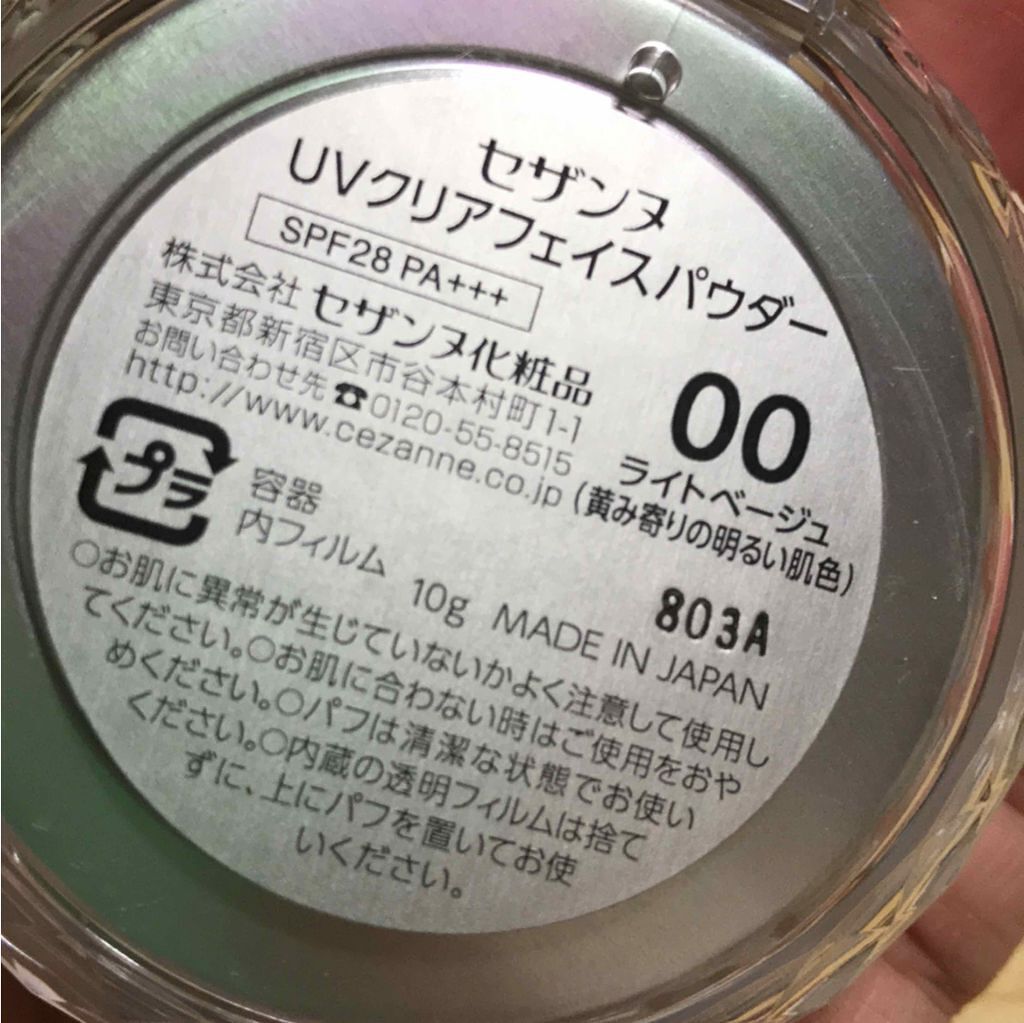 セザンヌ
UVクリアフェイスパウダー
SPF28 PA+++
株式会社 セザンヌ化粧品
東京都新宿区市谷本村町1-1
お問い合わせ先☎0120-55-8515
http://www.cezanne.co.jp
00
ライトベージュ
(黄み寄りの明るい肌色)
プラ
容器
内フィルム
803A
10g MADE IN JAPAN
○お肌に異常が生じていないかよく注意して使用し
てください。○お肌に合わない時はご使用をおや
めください。○パフは清潔な状態でお使い
ください。○内蔵の透明フィルムは捨て
ずに、上にパフを置いてお使
いください。